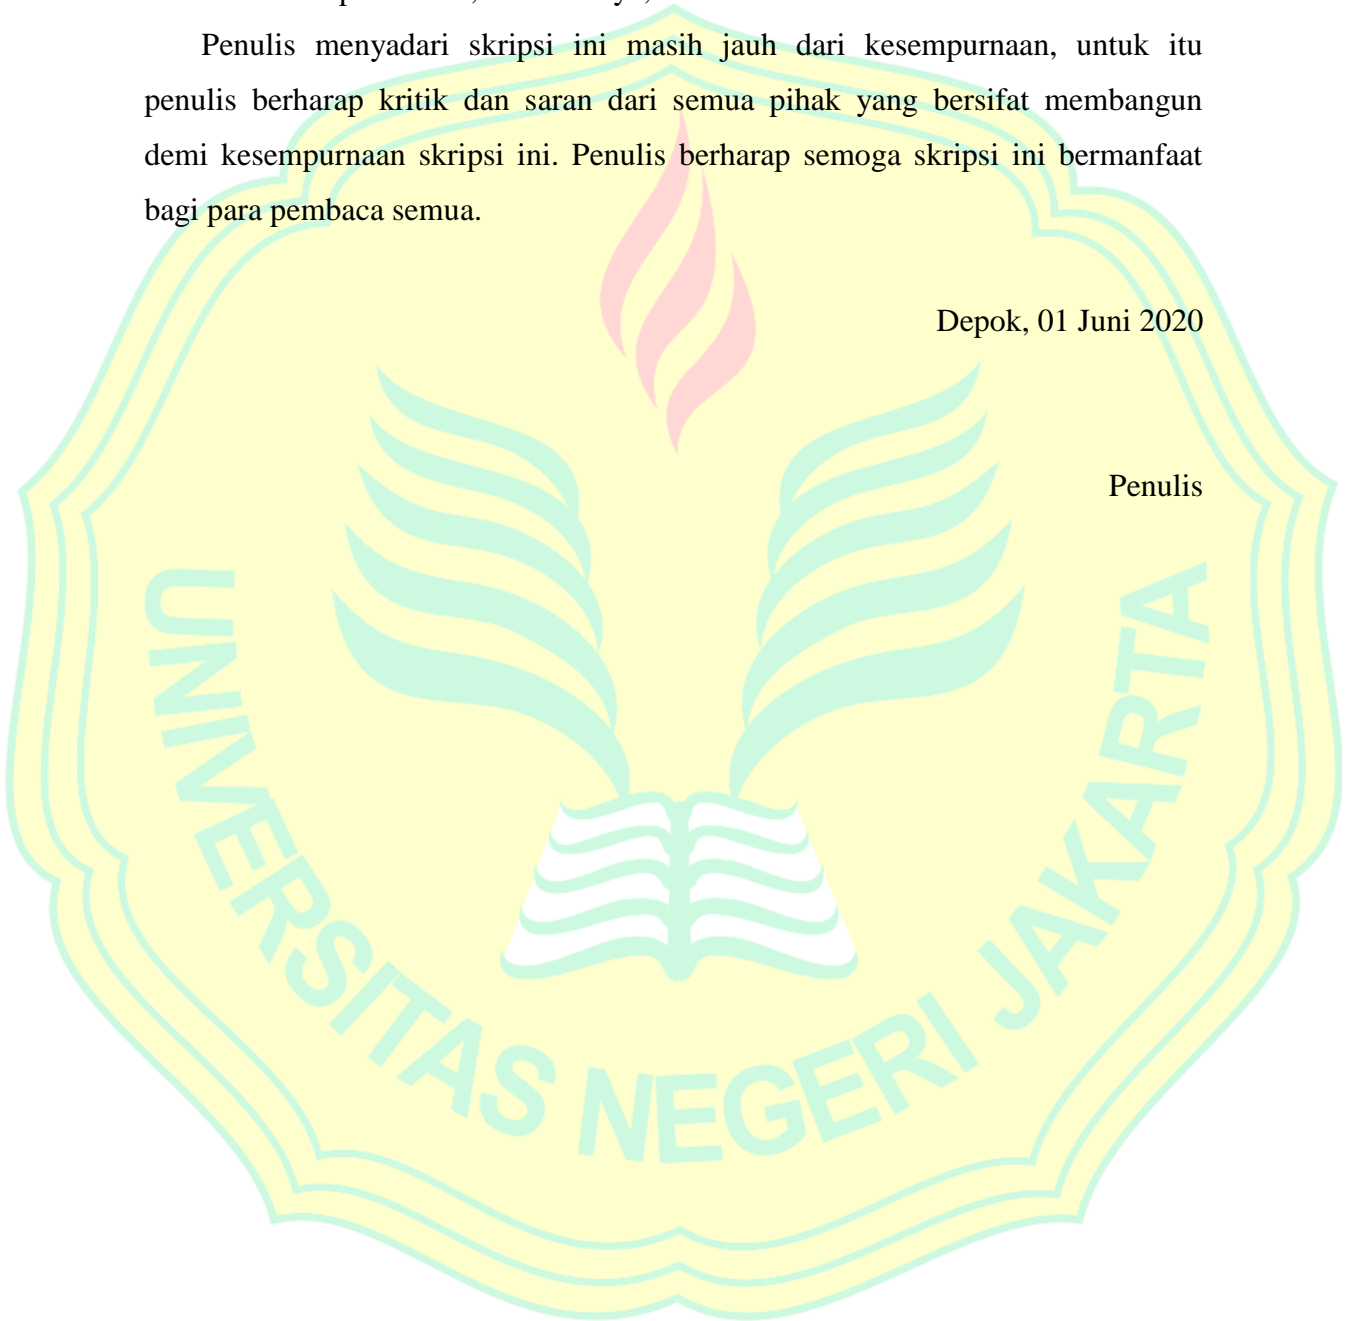 Penulis menyadari skripsi ini masih jauh dari kesempurnaan, untuk itu
penulis berharap kritik dan saran dari semua pihak yang bersifat membangun
demi kesempurnaan skripsi ini. Penulis berharap semoga skripsi ini bermanfaat
bagi para pembaca semua.
Depok, 01 Juni 2020
Penulis
UNIVERSITAS NEGERI JAKARTA